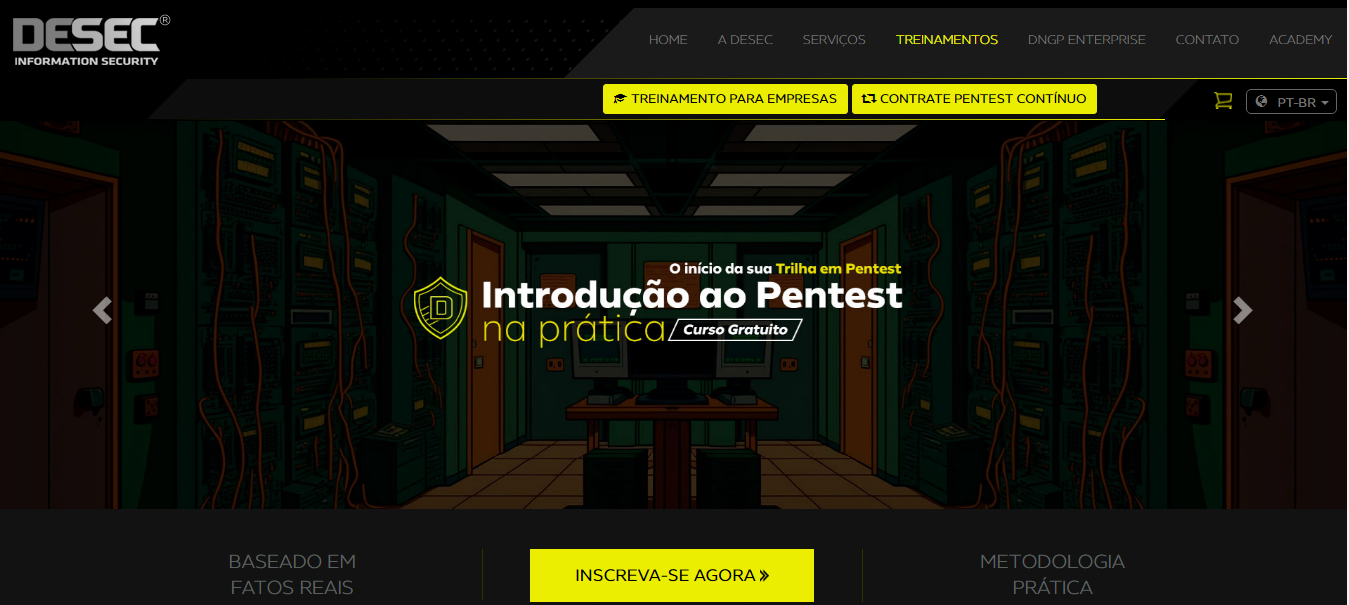 DESEC®
INFORMATION SECURITY
HOME A DESEC SERVIÇOS TREINAMENTOS DNGP ENTERPRISE CONTATO ACADEMY
TREINAMENTO PARA EMPRESAS CONTRATE PENTEST CONTÍNUO PT-BR
O início da sua Trilha em Pentest
Introdução ao Pentest
na prática Curso Gratuito
BASEADO EM
FATOS REAIS
INSCREVA-SE AGORA
METODOLOGIA
PRÁTICA